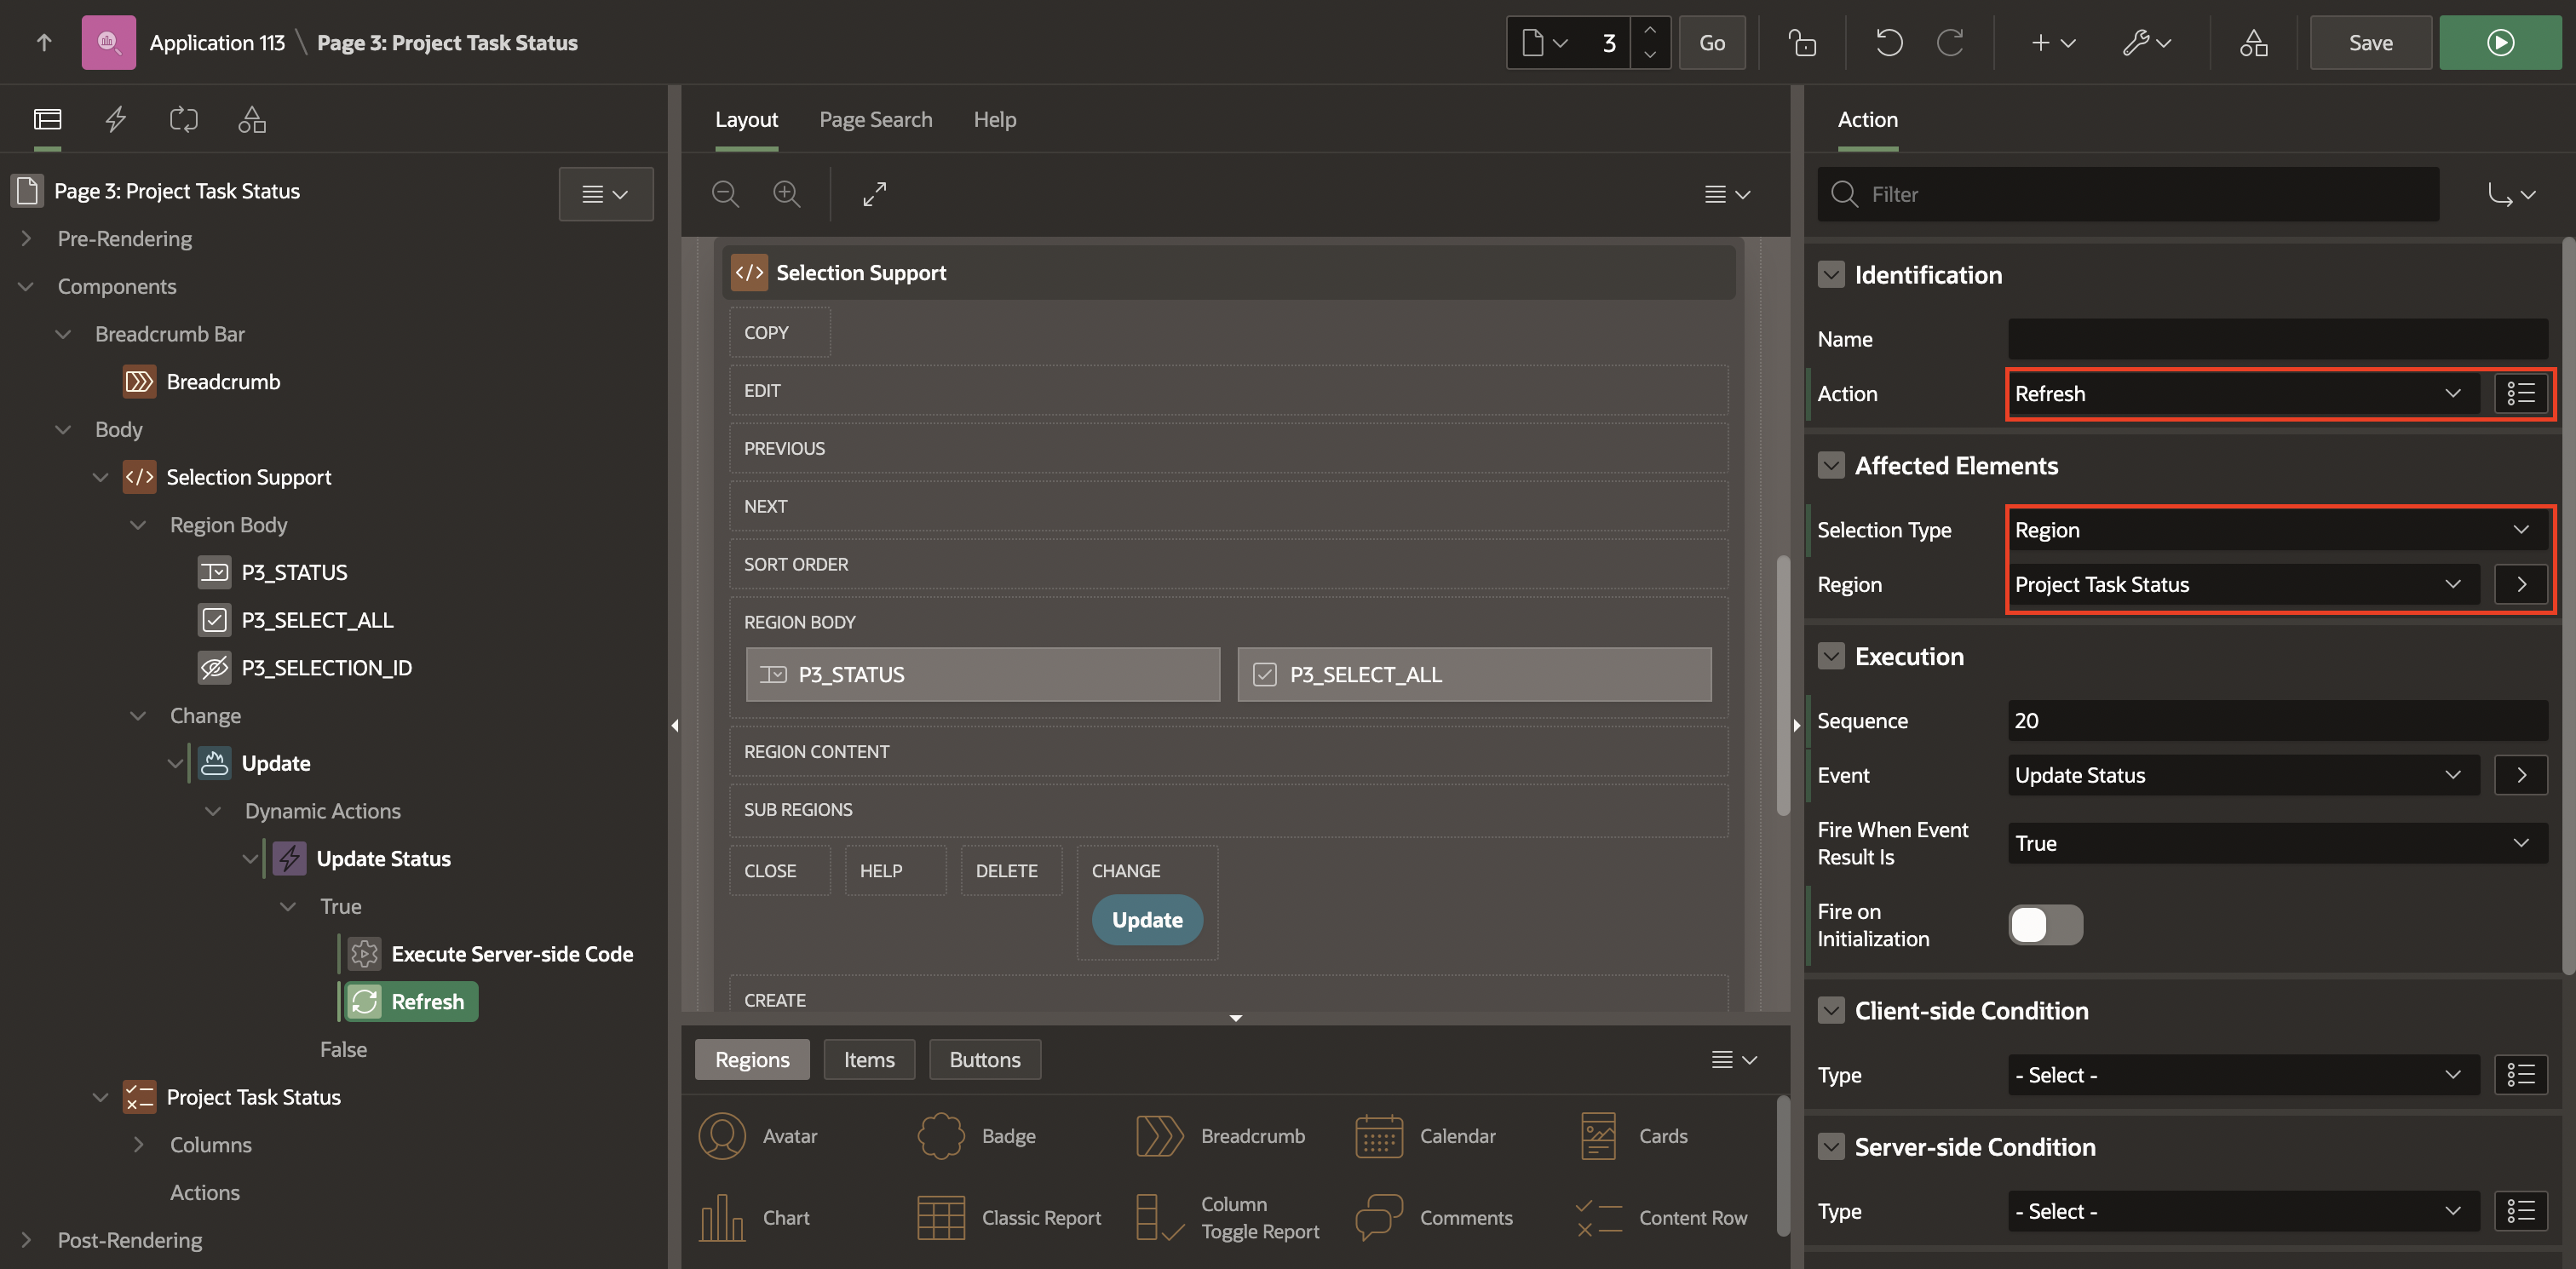 Application 113 \ Page 3: Project Task Status
3
Go
Save
Page 3: Project Task Status
Pre-Rendering
Components
Breadcrumb Bar
Breadcrumb
Body
Selection Support
Region Body
P3_STATUS
P3_SELECT_ALL
P3_SELECTION_ID
Change
Update
Dynamic Actions
Update Status
True
Execute Server-side Code
Refresh
False
Project Task Status
Columns
Actions
Post-Rendering
Layout
Page Search
Help
Selection Support
COPY
EDIT
PREVIOUS
NEXT
SORT ORDER
REGION BODY
P3_STATUS
P3_SELECT_ALL
REGION CONTENT
SUB REGIONS
CLOSE
HELP
DELETE
CHANGE
Update
CREATE
Regions
Items
Buttons
Avatar
Badge
Breadcrumb
Calendar
Cards
Chart
Classic Report
Column
Toggle Report
Comments
Content Row
Action
Filter
Identification
Name
Action
Refresh
Affected Elements
Selection Type
Region
Region
Project Task Status
Execution
Sequence
20
Event
Update Status
Fire When Event
Result Is
True
Fire on
Initialization
Client-side Condition
Type
- Select -
Server-side Condition
Type
- Select -